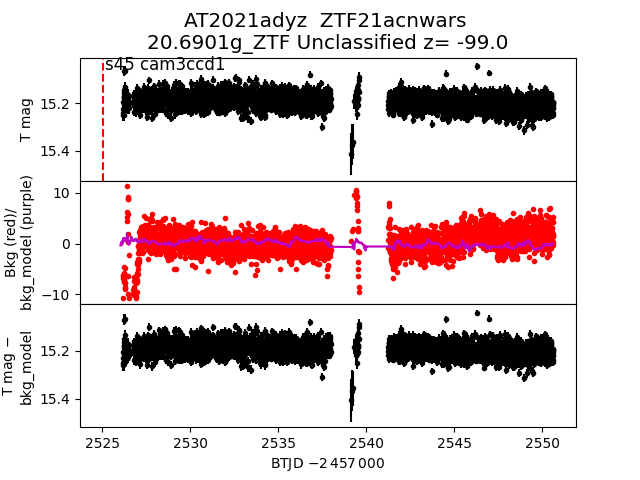 AT2021adyz  ZTF21acnwars
20.6901g_ZTF Unclassified z= -99.0
s45 cam3ccd1
T mag
15.2
15.4
Bkg (red)/
bkg_model (purple)
10
0
−10
T mag −
bkg_model
15.2
15.4
2525 2530 2535 2540 2545 2550
BTJD −2 457 000